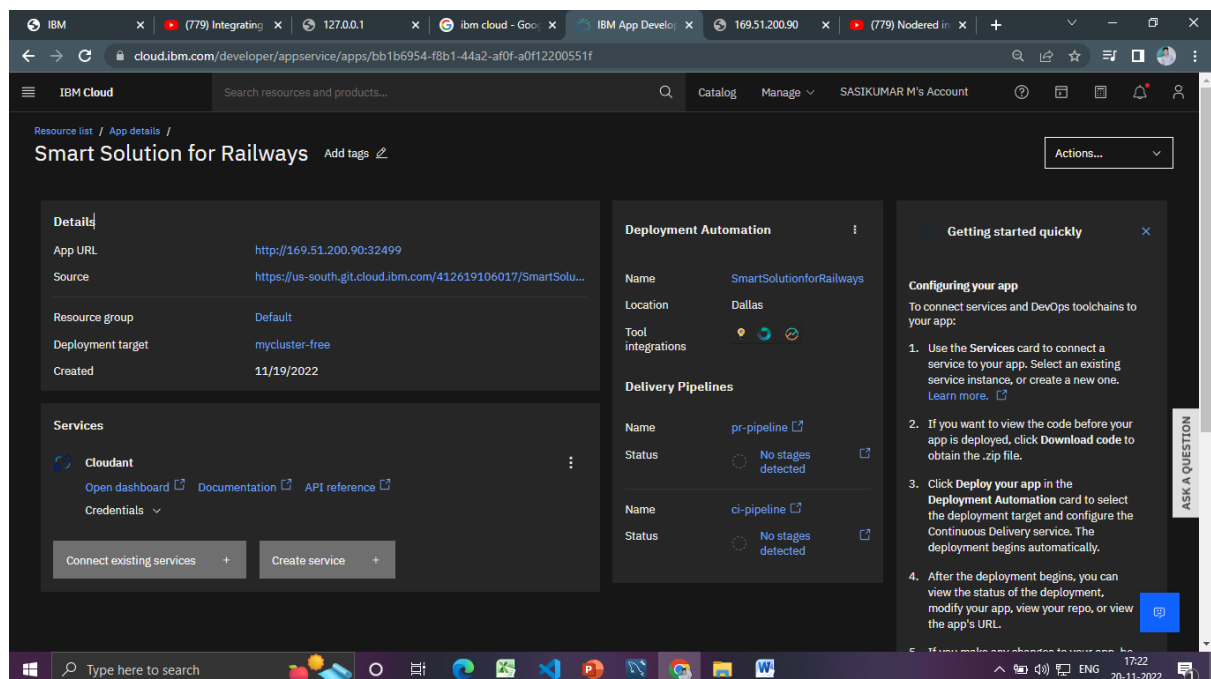 IBM
(779) Integrating
127.0.0.1
ibm cloud - Goo
IBM App Develop
169.51.200.90
(779) Nodered in
cloud.ibm.com/developer/appservice/apps/bb1b6954-f8b1-44a2-af0f-a0f12200551f
IBM Cloud
Search resources and products...
Catalog
Manage
SASIKUMAR M's Account
Resource list / App details /
Smart Solution for Railways
Add tags
Actions...
Details
App URL http://169.51.200.90:32499
Source https://us-south.git.cloud.ibm.com/412619106017/SmartSolu...
Resource group Default
Deployment target mycluster-free
Created 11/19/2022
Services
Cloudant
Open dashboard Documentation API reference
Credentials
Connect existing services +
Create service +
Deployment Automation
Name SmartSolutionforRailways
Location Dallas
Tool
integrations
Delivery Pipelines
Name pr-pipeline
Status No stages
detected
Name ci-pipeline
Status No stages
detected
Getting started quickly
Configuring your app
To connect services and DevOps toolchains to
your app:
1. Use the Services card to connect a
service to your app. Select an existing
service instance, or create a new one.
Learn more.
2. If you want to view the code before your
app is deployed, click Download code to
obtain the .zip file.
3. Click Deploy your app in the
Deployment Automation card to select
the deployment target and configure the
Continuous Delivery service. The
deployment begins automatically.
4. After the deployment begins, you can
view the status of the deployment,
modify your app, view your repo, or view
the app's URL.
5. If you make any changes to your app, be
ASK A QUESTION
Type here to search
ENG
17:22
20-11-2022